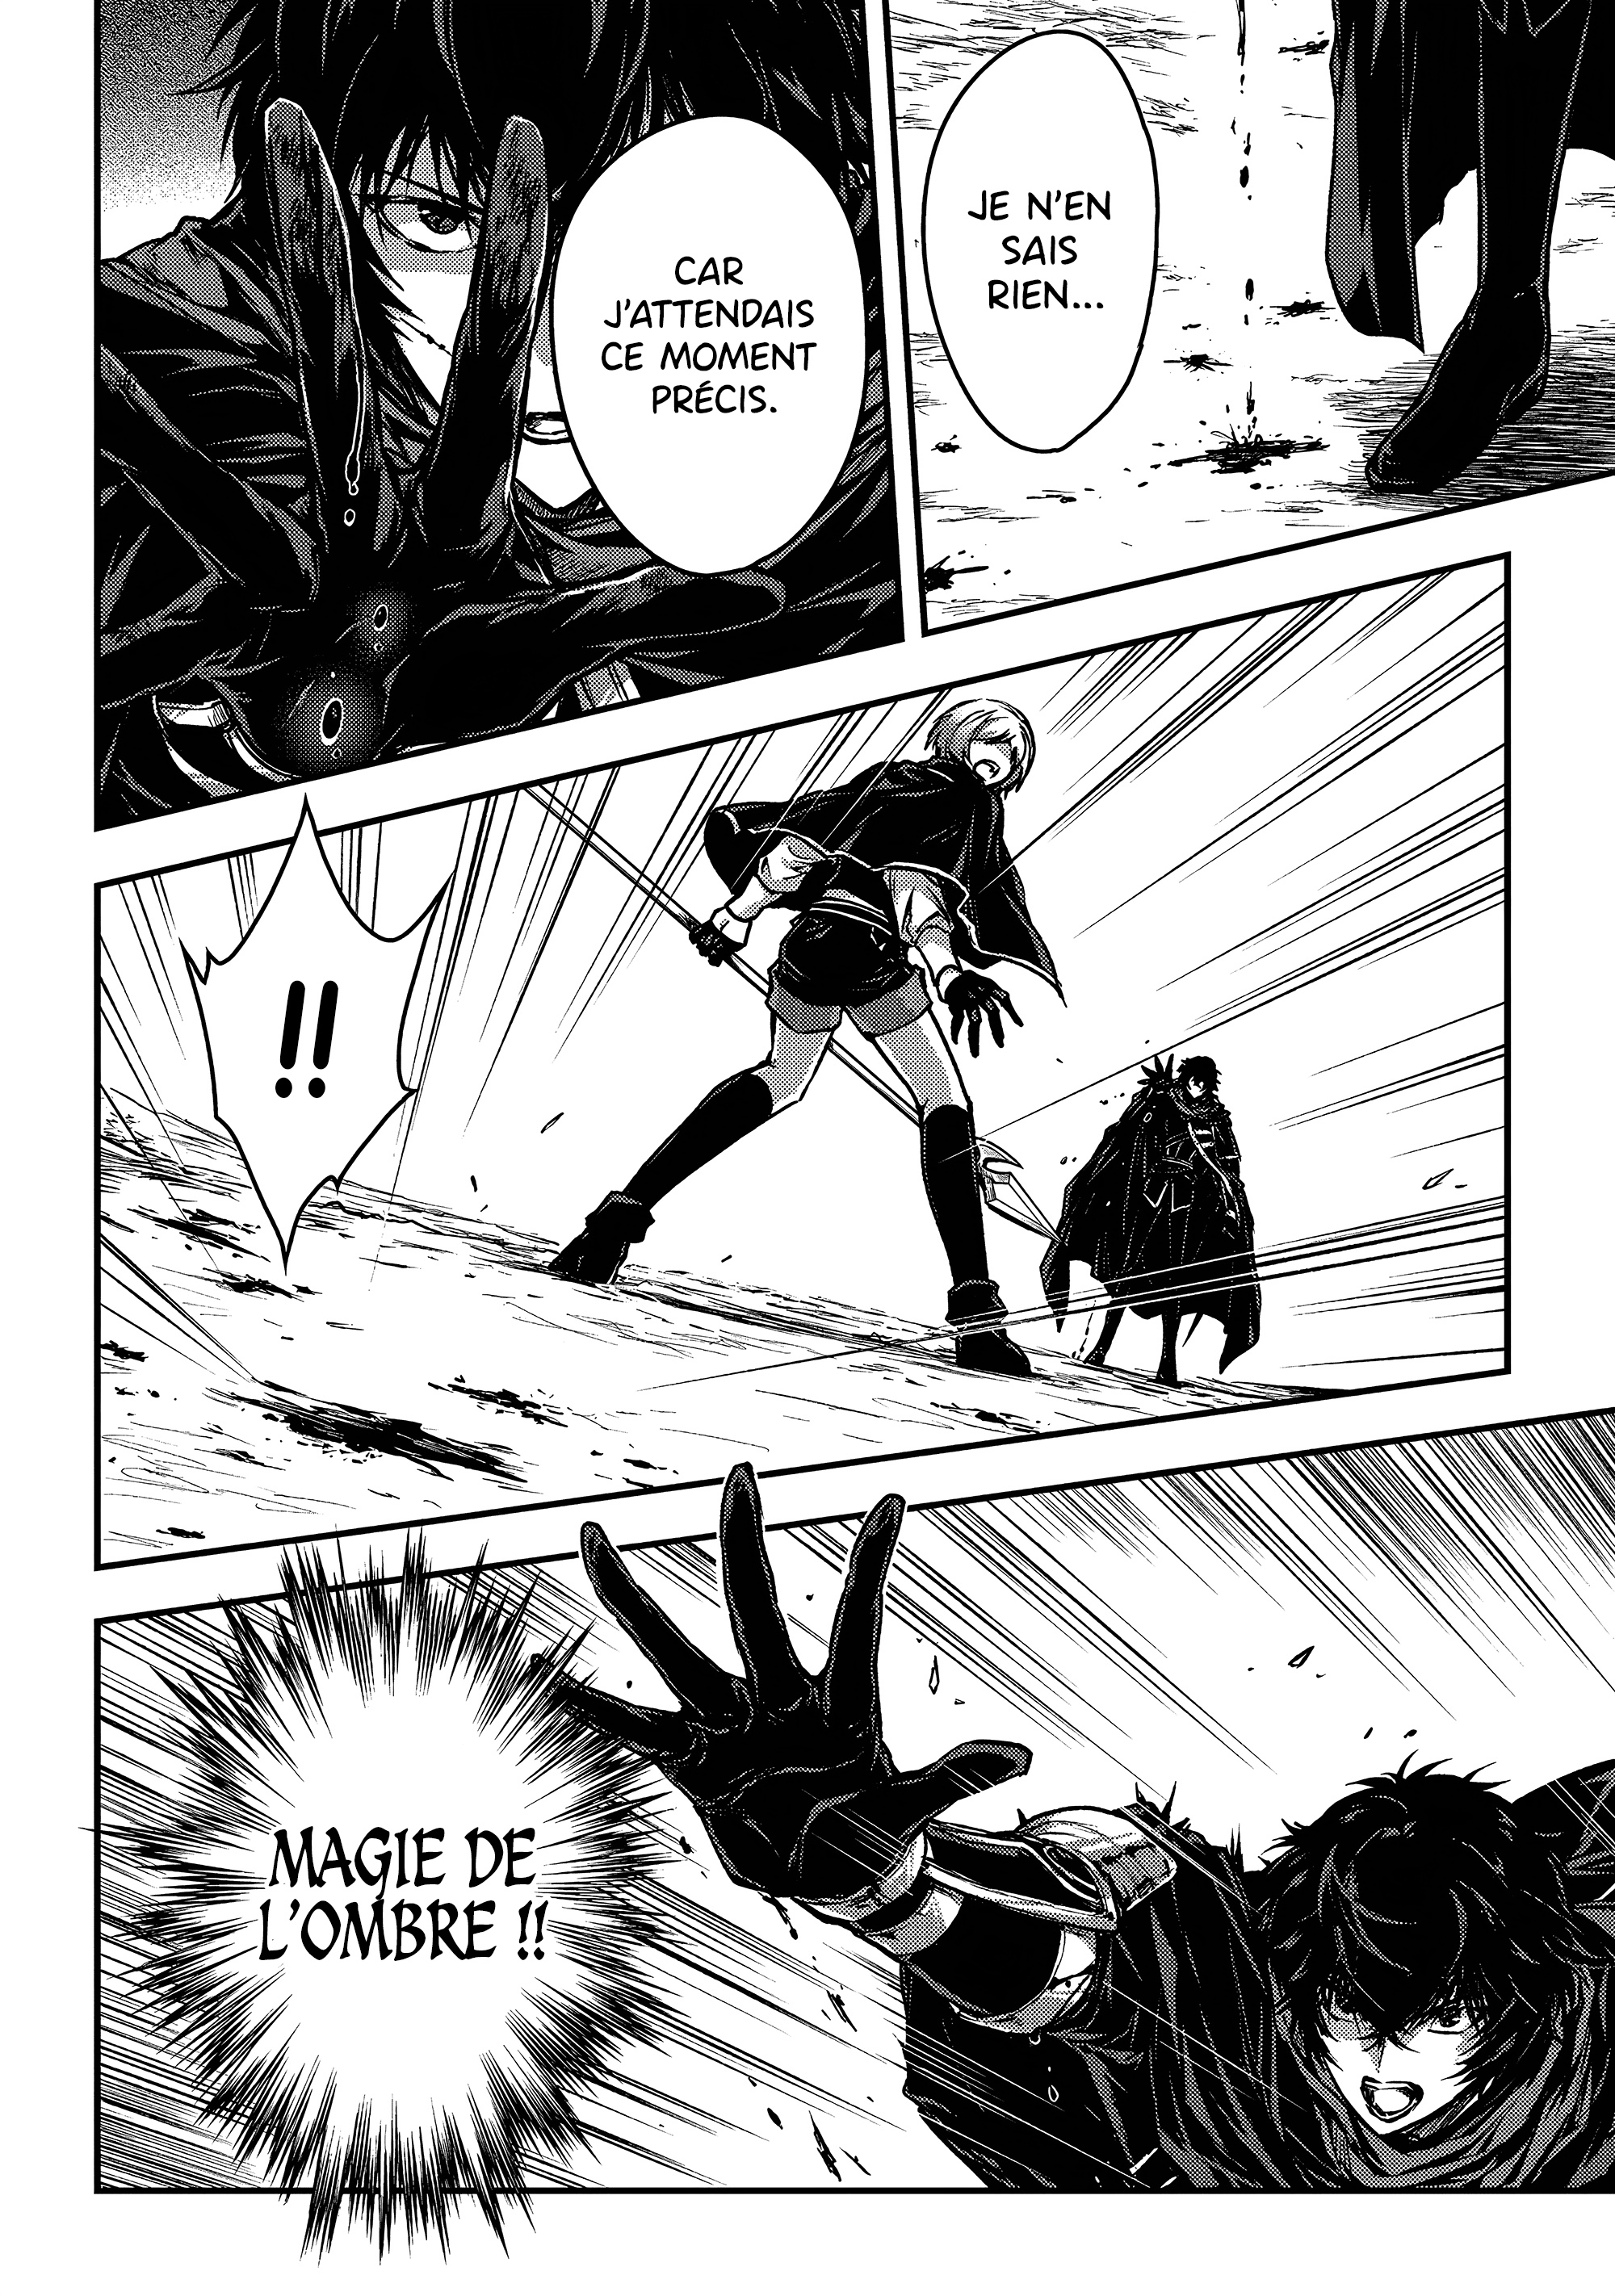 JE N'EN
SAIS
RIEN...
CAR
J'ATTENDAIS
CE MOMENT
PRÉCIS.
!!
MAGIE DE
L'OMBRE !!